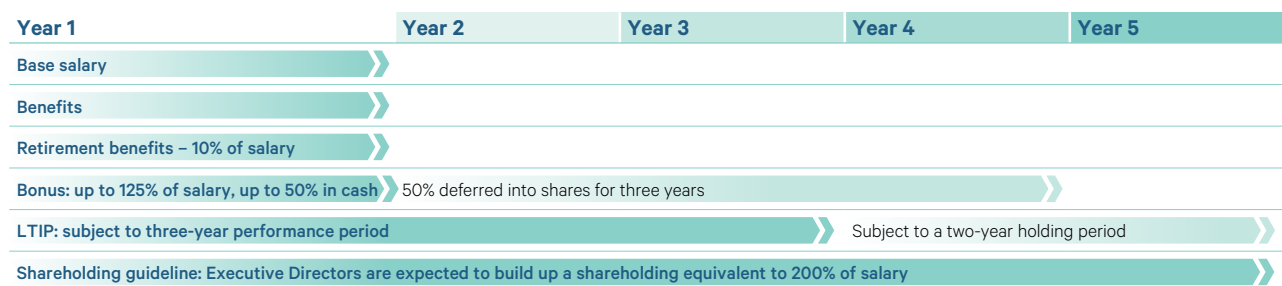 Year 1 Year 2 Year 3 Year 4 Year 5
Base salary
Benefits
Retirement benefits – 10% of salary
Bonus: up to 125% of salary, up to 50% in cash 50% deferred into shares for three years
LTIP: subject to three-year performance period Subject to a two-year holding period
Shareholding guideline: Executive Directors are expected to build up a shareholding equivalent to 200% of salary